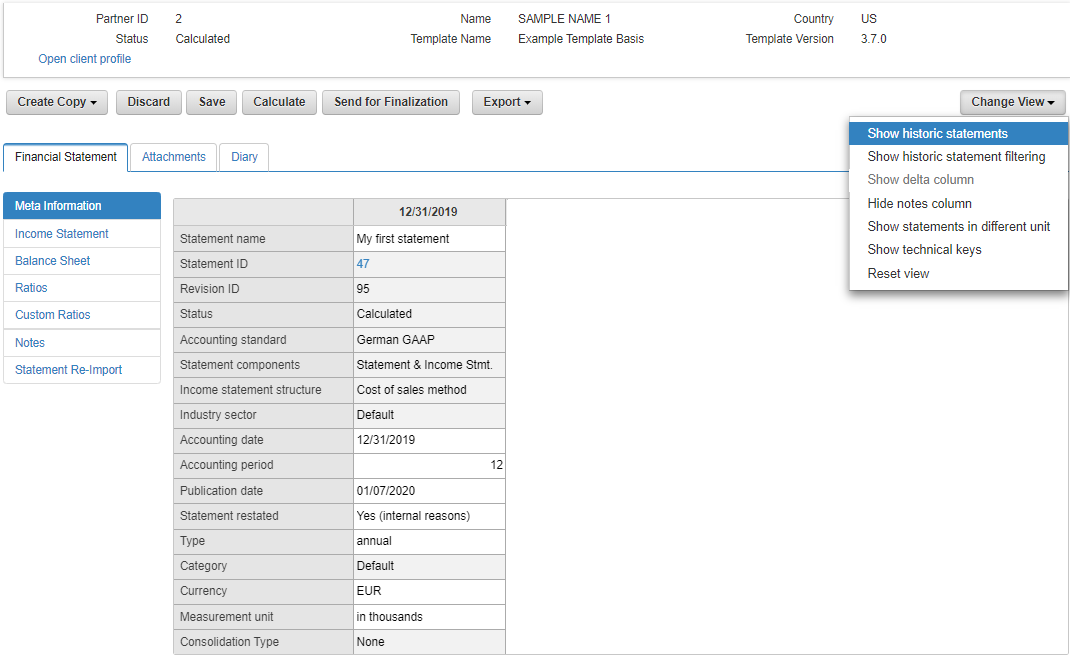 Partner ID 2 Name SAMPLE NAME 1 Country US
Status Calculated Template Name Example Template Basis Template Version 3.7.0
Open client profile
Create Copy Discard Save Calculate Send for Finalization Export Change View
Show historic statements
Show historic statement filtering
Show delta column
Hide notes column
Show statements in different unit
Show technical keys
Reset view
Financial Statement Attachments Diary
Meta Information
Income Statement
Balance Sheet
Ratios
Custom Ratios
Notes
Statement Re-Import
12/31/2019
Statement name My first statement
Statement ID 47
Revision ID 95
Status Calculated
Accounting standard German GAAP
Statement components Statement & Income Stmt.
Income statement structure Cost of sales method
Industry sector Default
Accounting date 12/31/2019
Accounting period 12
Publication date 01/07/2020
Statement restated Yes (internal reasons)
Type annual
Category Default
Currency EUR
Measurement unit in thousands
Consolidation Type None